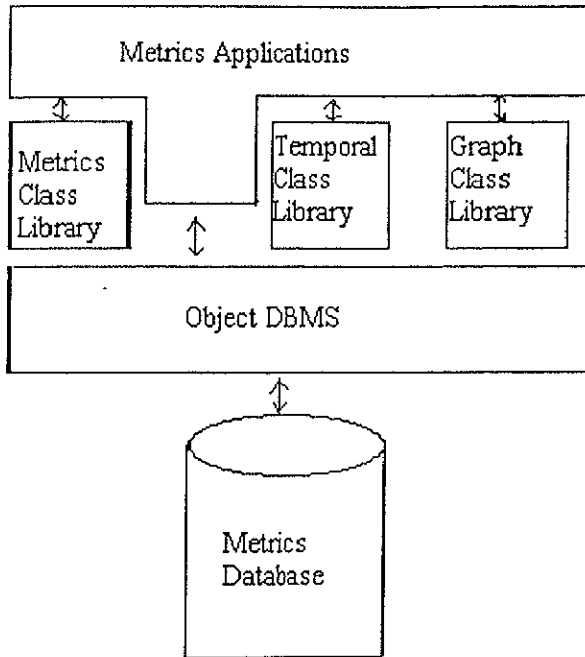 Metrics Applications
Metrics
Class
Library
Temporal
Class
Library
Graph
Class
Library
Object DBMS
Metrics
Database